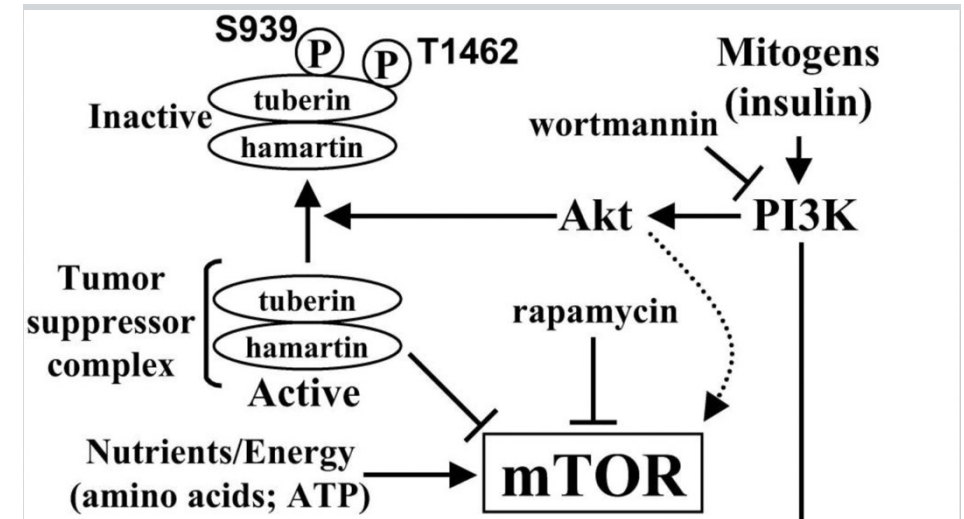 S939
P
P
T1462
Mitogens
(insulin)
tuberin
Inactive
hamartin
wortmannin
Akt
PI3K
Tumor
suppressor
complex
tuberin
hamartin
Active
rapamycin
Nutrients/Energy
(amino acids; ATP)
mTOR